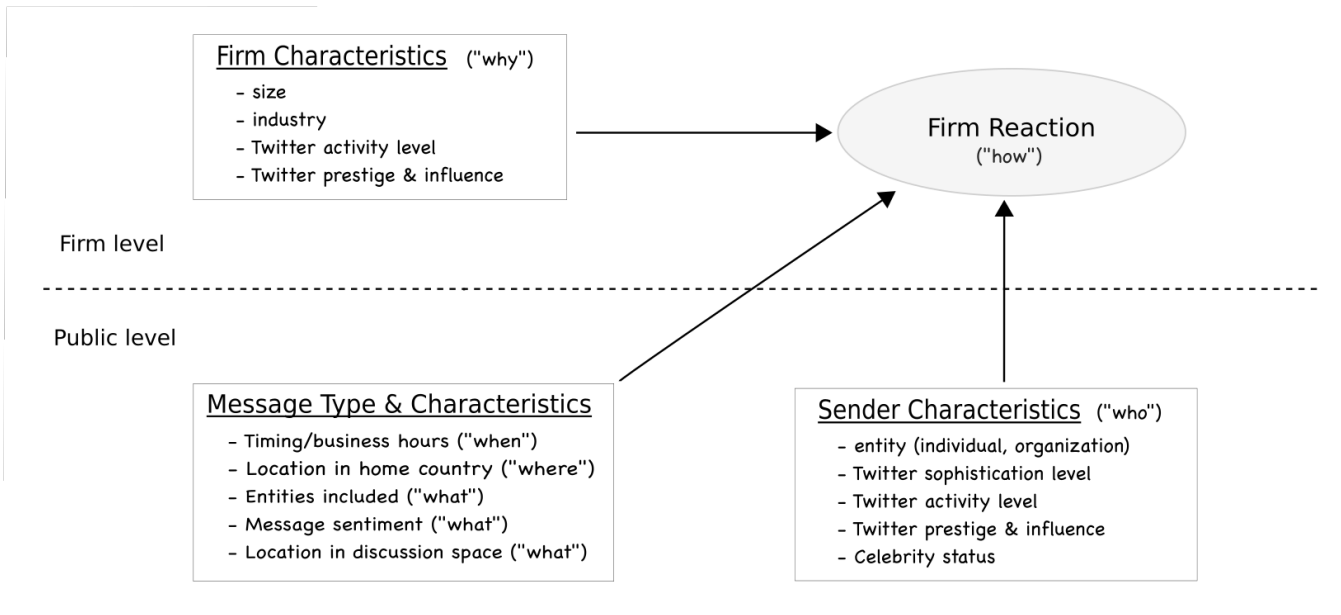 Firm Characteristics ("why")
- size
- industry
- Twitter activity level
- Twitter prestige & influence
Firm Reaction
("how")
Firm level
Public level
Message Type & Characteristics
- Timing/business hours ("when")
- Location in home country ("where")
- Entities included ("what")
- Message sentiment ("what")
- Location in discussion space ("what")
Sender Characteristics ("who")
- entity (individual, organization)
- Twitter sophistication level
- Twitter activity level
- Twitter prestige & influence
- Celebrity status